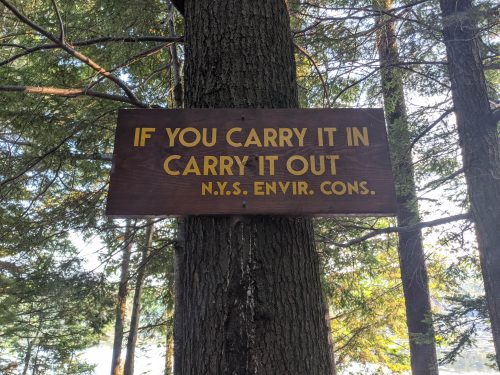 IF YOU CARRY IT IN
CARRY IT OUT
N.Y.S. ENVIR. CONS.